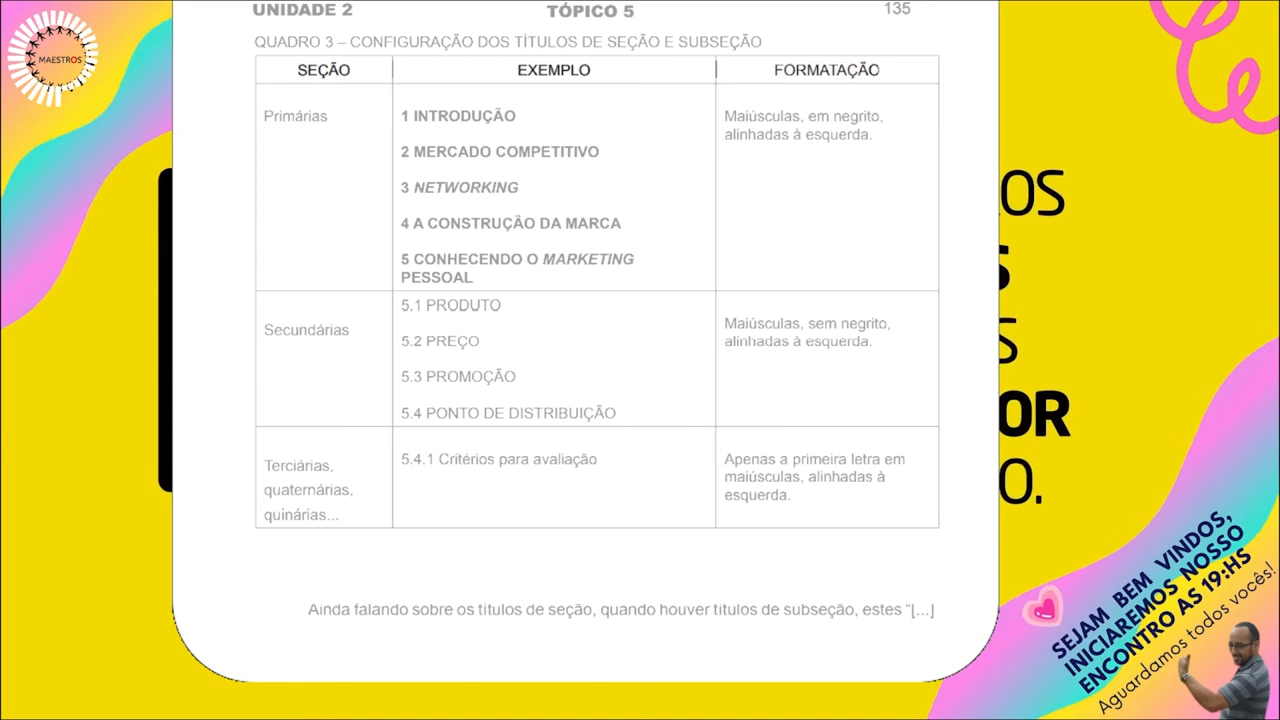 MAESTROS
UNIDADE 2 TÓPICO 5 135
QUADRO 3 – CONFIGURAÇÃO DOS TÍTULOS DE SEÇÃO E SUBSEÇÃO
SEÇÃO EXEMPLO FORMATAÇÃO
Primárias
1 INTRODUÇÃO
2 MERCADO COMPETITIVO
3 NETWORKING
4 A CONSTRUÇÃO DA MARCA
5 CONHECENDO O MARKETING
PESSOAL
Maiúsculas, em negrito,
alinhadas à esquerda.
Secundárias
5.1 PRODUTO
5.2 PREÇO
5.3 PROMOÇÃO
5.4 PONTO DE DISTRIBUIÇÃO
Maiúsculas, sem negrito,
alinhadas à esquerda.
Terciárias,
quaternárias,
quinárias...
5.4.1 Critérios para avaliação
Apenas a primeira letra em
maiúsculas, alinhadas à
esquerda.
Ainda falando sobre os títulos de seção, quando houver títulos de subseção, estes "[...]
OS
S
S
OR
O.
SEJAM BEM VINDOS,
INICIAREMOS NOSSO
ENCONTRO AS 19:HS
Aguardamos todos vocês!